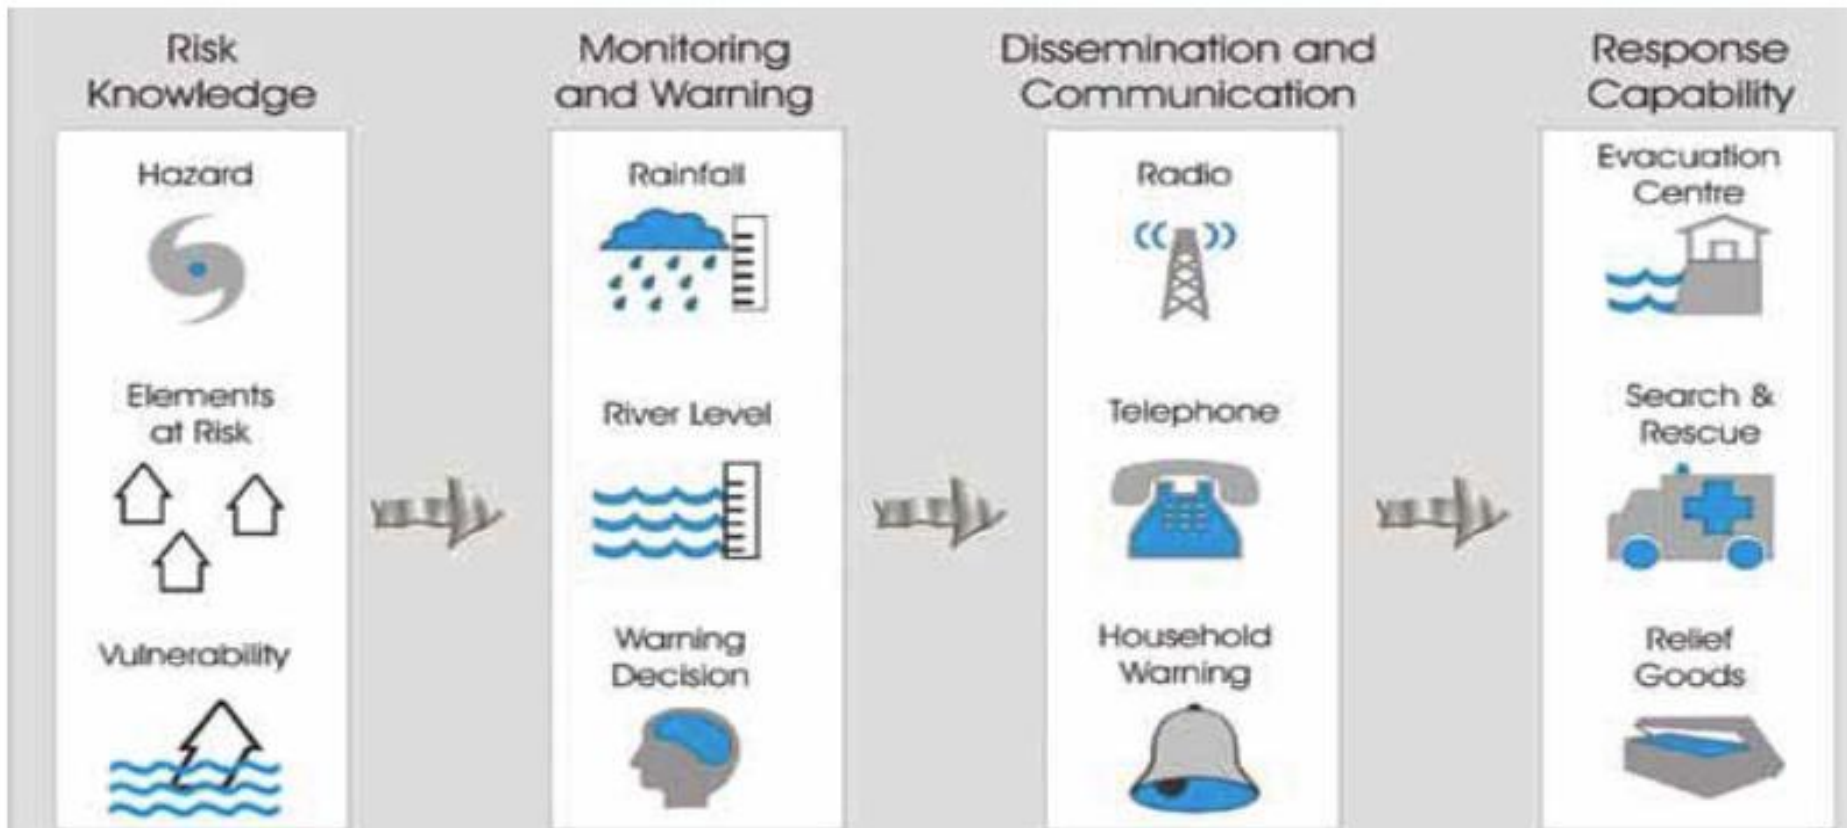 Risk
Knowledge
Hazard
Elements
at Risk
Vulnerability
Monitoring
and Warning
Rainfall
River Level
Warning
Decision
Dissemination and
Communication
Radio
Telephone
Household
Warning
Response
Capability
Evacuation
Centre
Search &
Rescue
Relief
Goods